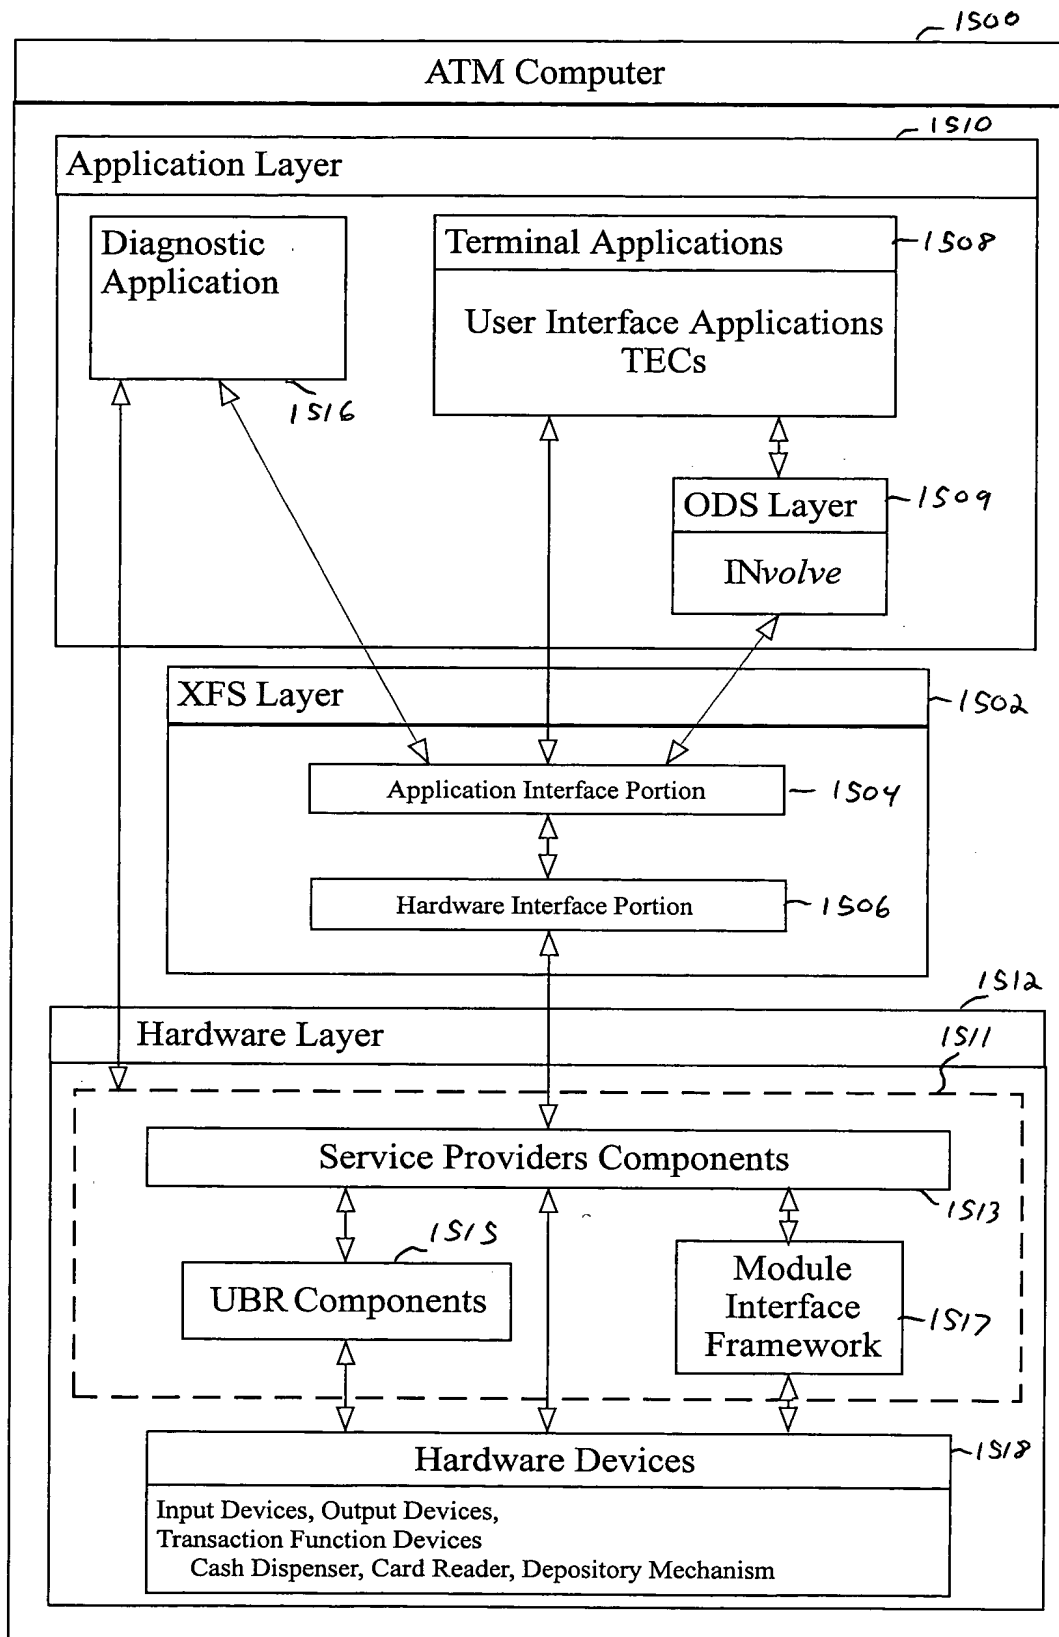 1500
ATM Computer
1510
Application Layer
Diagnostic
Application
1516
Terminal Applications
1508
User Interface Applications
TECs
ODS Layer
1509
INvolve
XFS Layer
1502
Application Interface Portion
1504
Hardware Interface Portion
1506
1512
Hardware Layer
1511
Service Providers Components
1513
1515
UBR Components
Module
Interface
Framework
1517
Hardware Devices
1518
Input Devices, Output Devices,
Transaction Function Devices
Cash Dispenser, Card Reader, Depository Mechanism